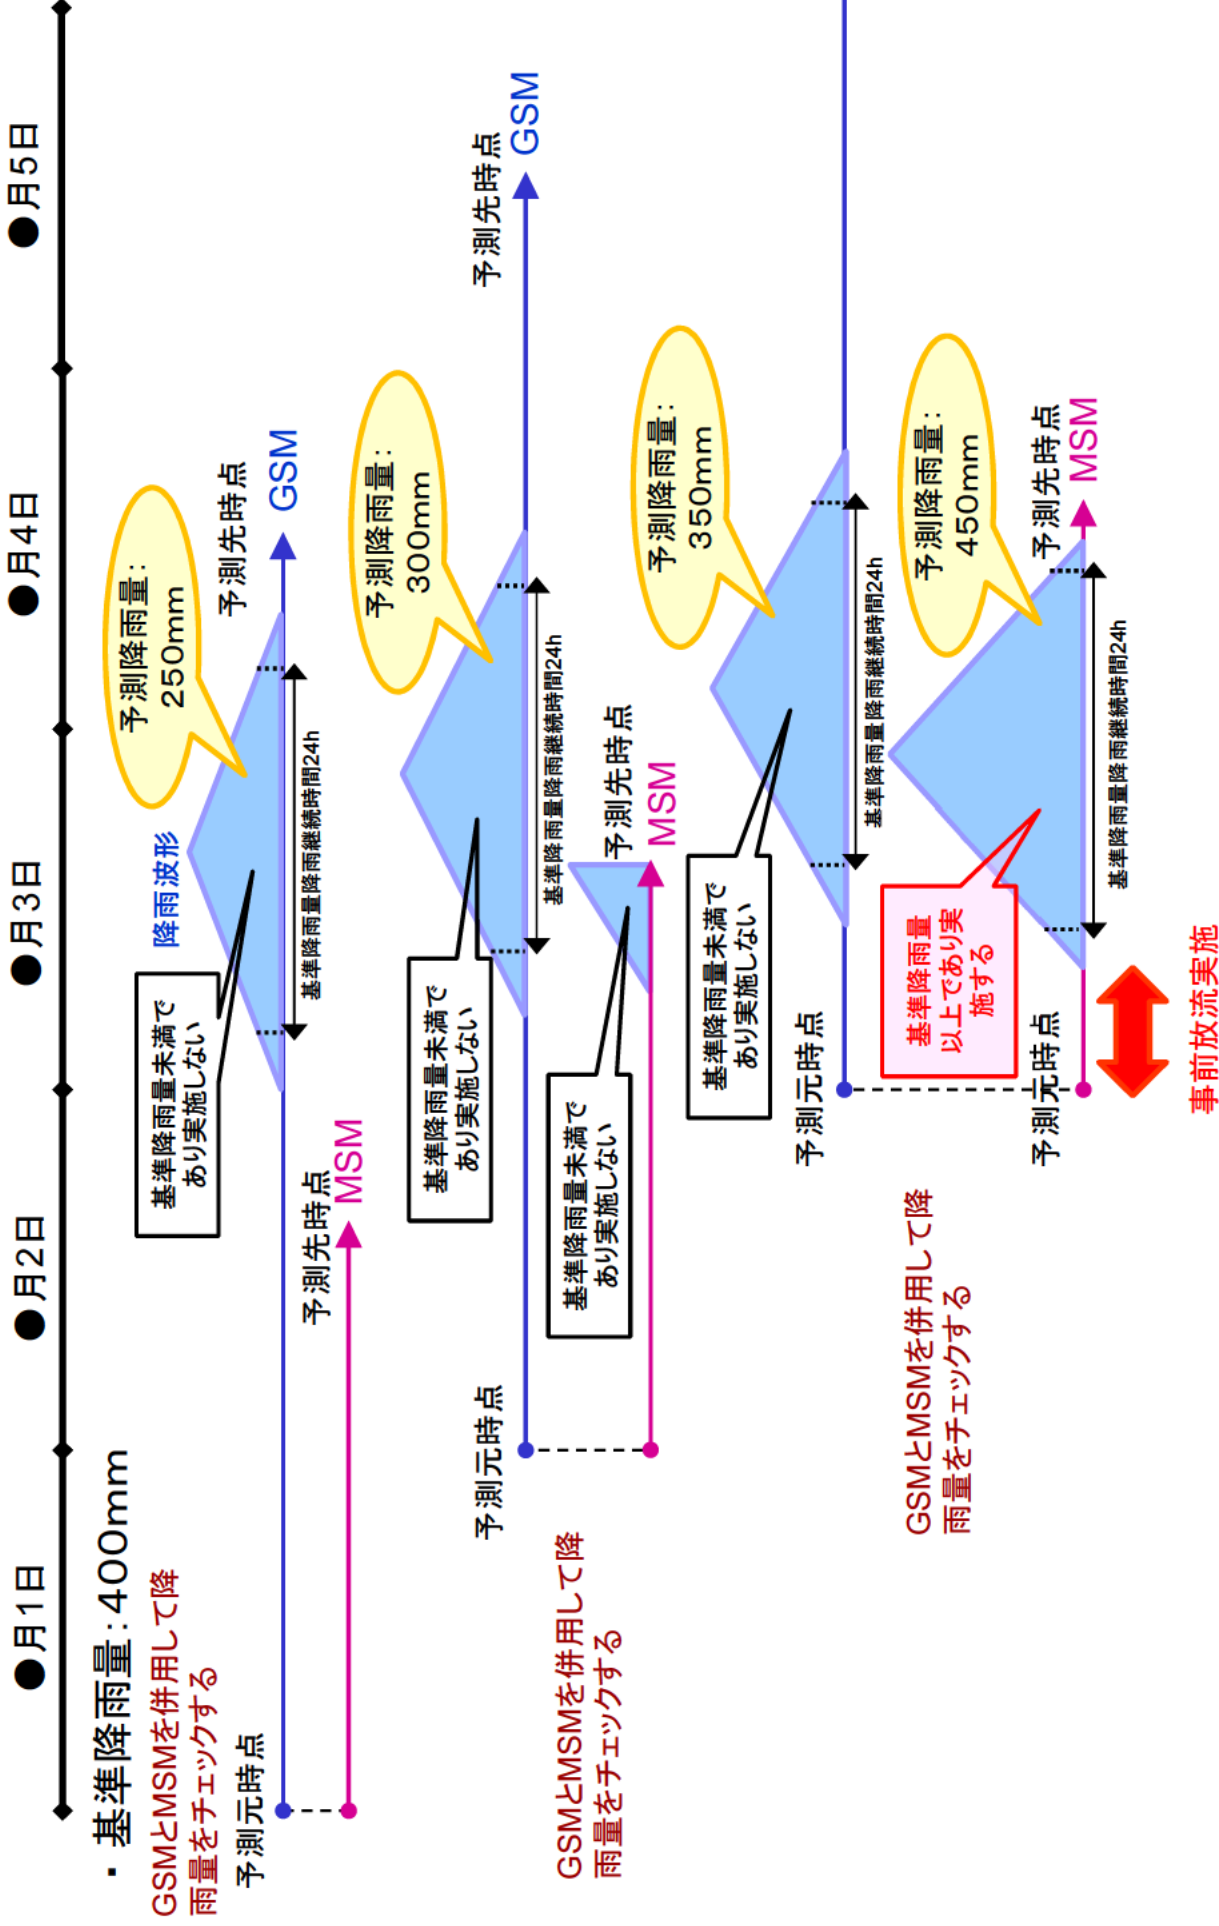 ●月1日
●月2日
●月3日
●月4日
●月5日
・基準降雨量:400mm
GSMとMSMを併用して降
雨量をチェックする
予測元時点
基準降雨量未満で
あり実施しない
降雨波形
予測降雨量:
250mm
基準降雨量降雨継続時間24h
予測先時点
GSM
予測先時点
MSM
GSMとMSMを併用して降
雨量をチェックする
予測元時点
基準降雨量未満で
あり実施しない
予測降雨量:
300mm
基準降雨量降雨継続時間24h
予測先時点
GSM
基準降雨量未満で
あり実施しない
予測先時点
MSM
GSMとMSMを併用して降
雨量をチェックする
予測元時点
基準降雨量未満で
あり実施しない
予測降雨量:
350mm
基準降雨量降雨継続時間24h
予測元時点
基準降雨量
以上であり実
施する
予測降雨量:
450mm
基準降雨量降雨継続時間24h
予測先時点
MSM
事前放流実施